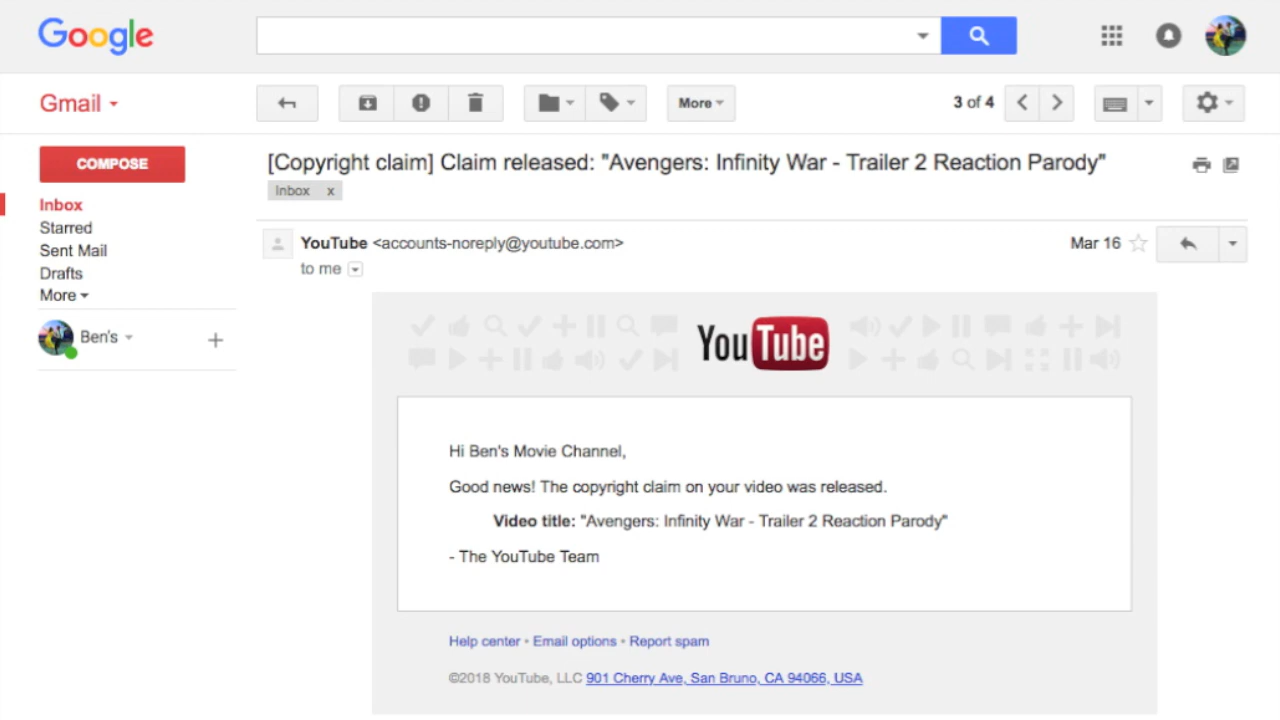 Google
Gmail
More
3 of 4
COMPOSE
[Copyright claim] Claim released: "Avengers: Infinity War - Trailer 2 Reaction Parody"
Inbox x
Inbox
Starred
Sent Mail
Drafts
More
Ben's
YouTube <accounts-noreply@youtube.com>
Mar 16
to me
YouTube
Hi Ben's Movie Channel,
Good news! The copyright claim on your video was released.
Video title: "Avengers: Infinity War - Trailer 2 Reaction Parody"
- The YouTube Team
Help center • Email options • Report spam
©2018 YouTube, LLC 901 Cherry Ave, San Bruno, CA 94066, USA